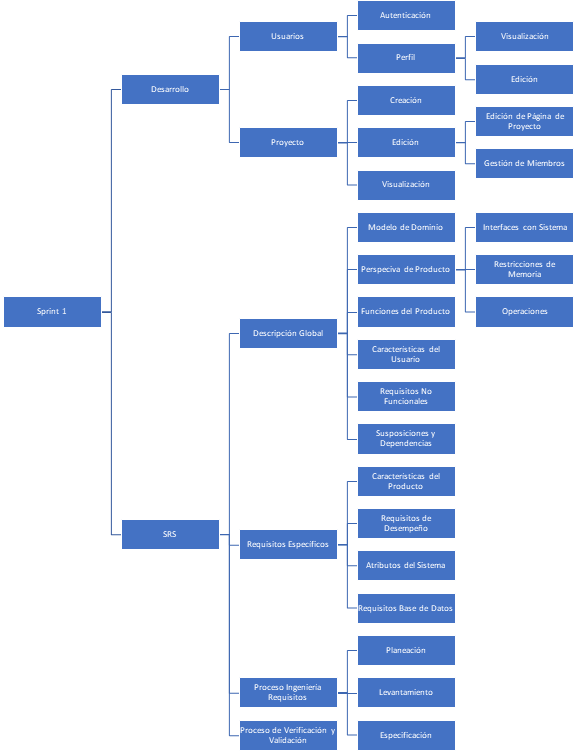 Autenticación
Usuarios
Visualización
Perfil
Edición
Desarrollo
Creación
Edición de Página de
Proyecto
Proyecto
Edición
Gestión de Miembros
Visualización
Modelo de Dominio
Interfaces con Sistema
Perspeciva de Producto
Restricciones de
Memoria
Sprint 1
Funciones del Producto
Operaciones
Descripción Global
Características del
Usuario
Requisitos No
Funcionales
Susposiciones y
Dependencias
Características del
Producto
Requisitos de
Desempeño
SRS
Requisitos Específicos
Atributos del Sistema
Requisitos Base de Datos
Planeación
Proceso Ingeniería
Requisitos
Levantamiento
Proceso de Verificación y
Validación
Especificación